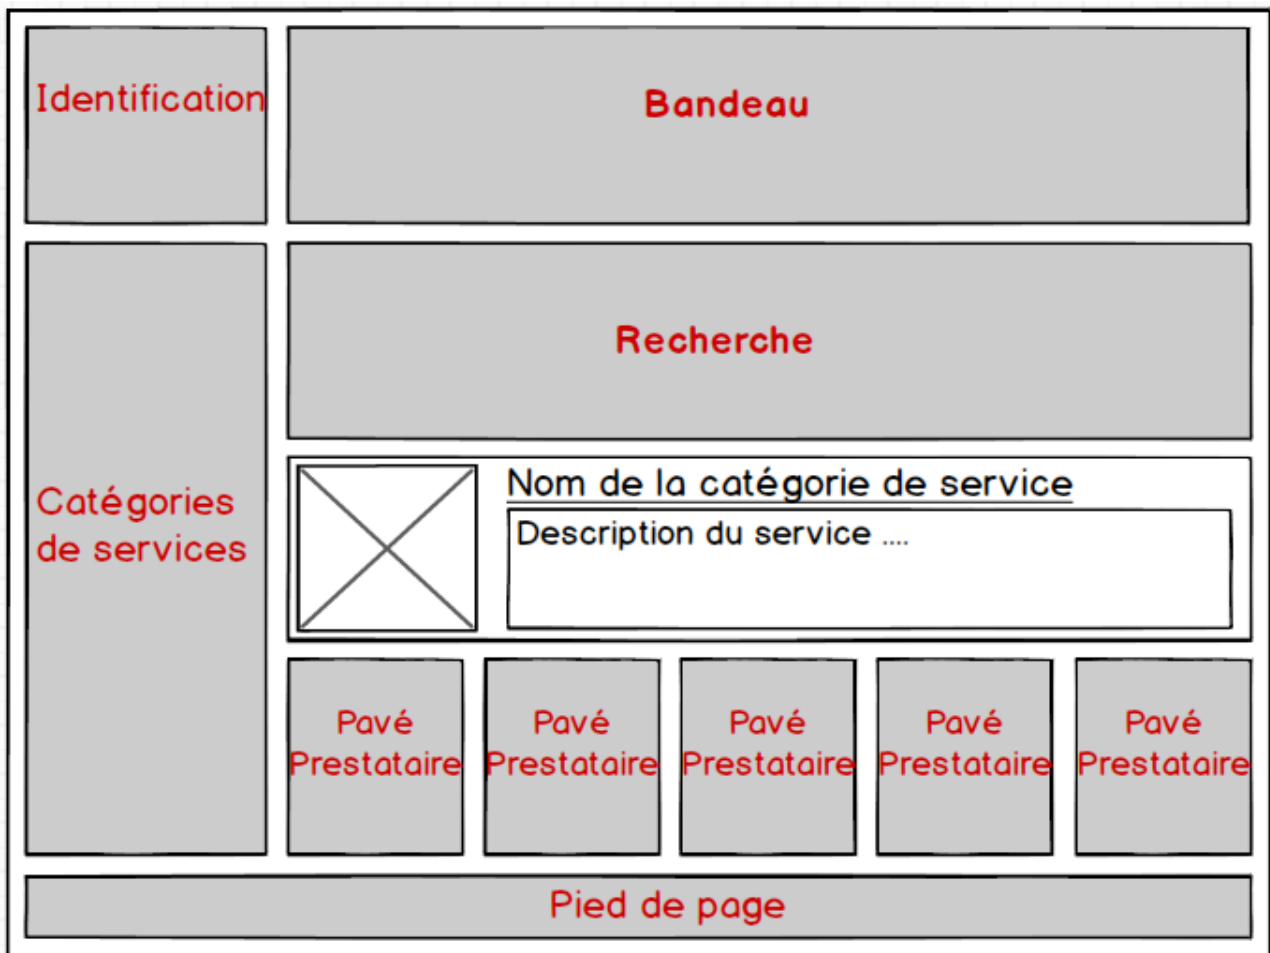 Identification
Bandeau
Recherche
Catégories
de services
Nom de la catégorie de service
Description du service ....
Pavé
Prestataire
Pavé
Prestataire
Pavé
Prestataire
Pavé
Prestataire
Pavé
Prestataire
Pied de page